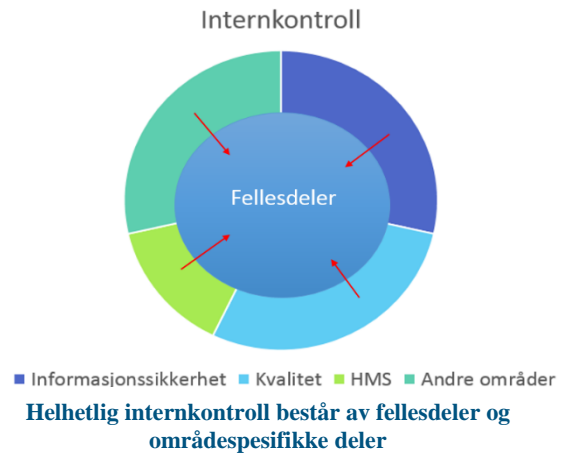 Internkontroll
Fellesdeler
Informasjonssikkerhet Kvalitet HMS Andre områder
Helhetlig internkontroll består av fellesdeler og
områdespesifikke deler